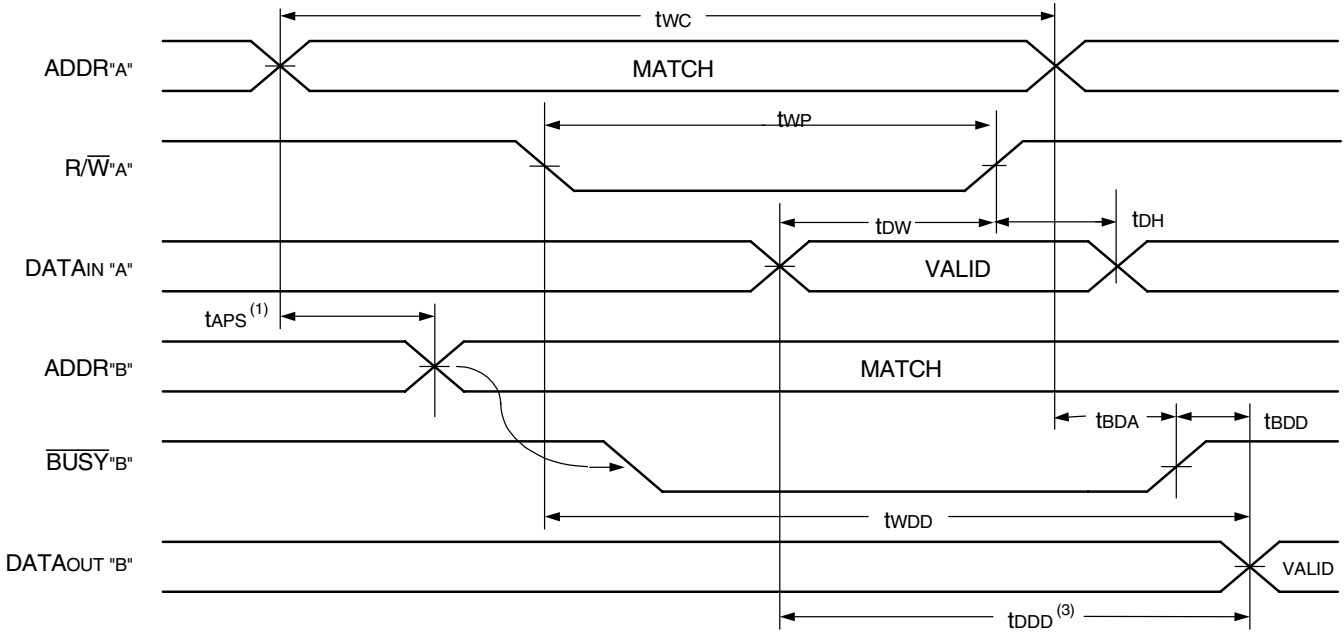 tWC
ADDR"A" MATCH
tWP
R/W̅"A"
tDW tDH
DATAIN "A" VALID
tAPS (1)
ADDR"B" MATCH
tBDA tBDD
B̅U̅S̅Y̅"B"
tWDD
DATAOUT "B" VALID
tDDD (3)